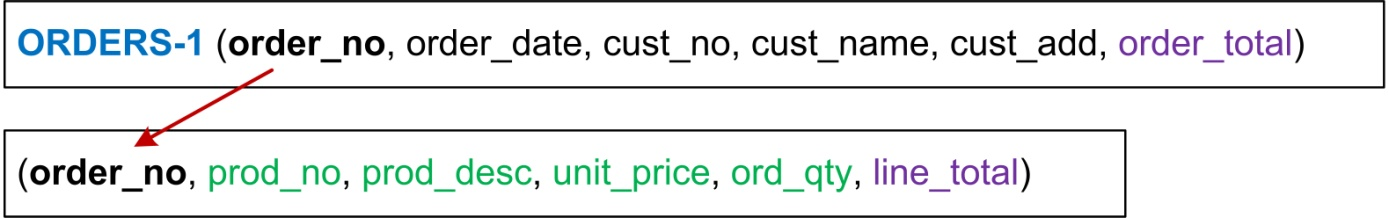 ORDERS-1 (order_no, order_date, cust_no, cust_name, cust_add, order_total)
(order_no, prod_no, prod_desc, unit_price, ord_qty, line_total)